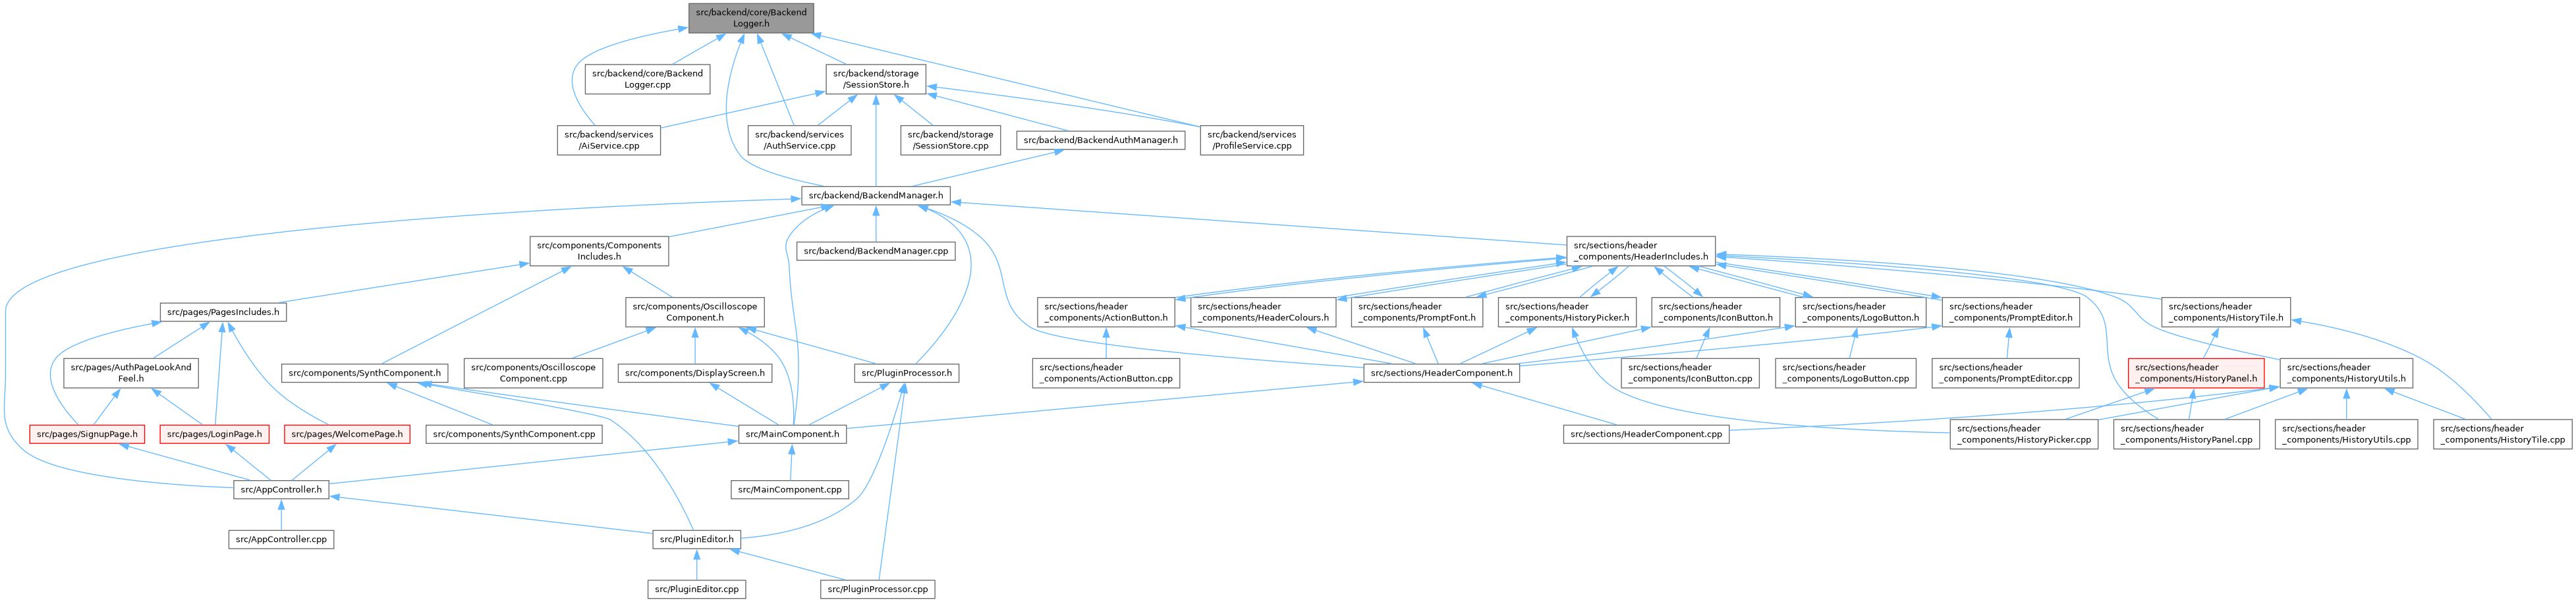 src/backend/core/Backend
Logger.h
src/backend/core/Backend
Logger.cpp
src/backend/storage
/SessionStore.h
src/backend/services
/AiService.cpp
src/backend/services
/AuthService.cpp
src/backend/storage
/SessionStore.cpp
src/backend/BackendAuthManager.h
src/backend/services
/ProfileService.cpp
src/backend/BackendManager.h
src/components/Components
Includes.h
src/backend/BackendManager.cpp
src/sections/header
_components/HeaderIncludes.h
src/pages/PagesIncludes.h
src/components/Oscilloscope
Component.h
src/sections/header
_components/ActionButton.h
src/sections/header
_components/HeaderColours.h
src/sections/header
_components/PromptFont.h
src/sections/header
_components/HistoryPicker.h
src/sections/header
_components/IconButton.h
src/sections/header
_components/LogoButton.h
src/sections/header
_components/PromptEditor.h
src/sections/header
_components/HistoryTile.h
src/pages/AuthPageLookAnd
Feel.h
src/components/SynthComponent.h
src/components/Oscilloscope
Component.cpp
src/components/DisplayScreen.h
src/PluginProcessor.h
src/sections/header
_components/ActionButton.cpp
src/sections/HeaderComponent.h
src/sections/header
_components/IconButton.cpp
src/sections/header
_components/LogoButton.cpp
src/sections/header
_components/PromptEditor.cpp
src/sections/header
_components/HistoryPanel.h
src/sections/header
_components/HistoryUtils.h
src/pages/SignupPage.h
src/pages/LoginPage.h
src/pages/WelcomePage.h
src/components/SynthComponent.cpp
src/MainComponent.h
src/sections/HeaderComponent.cpp
src/sections/header
_components/HistoryPicker.cpp
src/sections/header
_components/HistoryPanel.cpp
src/sections/header
_components/HistoryUtils.cpp
src/sections/header
_components/HistoryTile.cpp
src/AppController.h
src/MainComponent.cpp
src/AppController.cpp
src/PluginEditor.h
src/PluginEditor.cpp
src/PluginProcessor.cpp